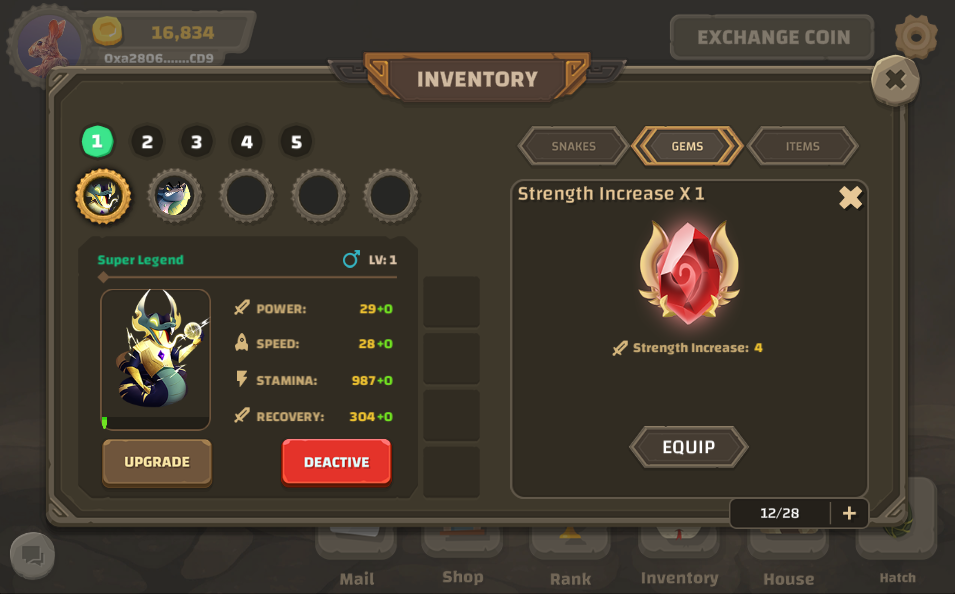 16,834
0xa2806.......CD9
EXCHANGE COIN
INVENTORY
1 2 3 4 5
SNAKES GEMS ITEMS
Strength Increase X 1
Super Legend LV: 1
POWER: 29+0
SPEED: 28+0
STAMINA: 987+0
RECOVERY: 304+0
Strength Increase: 4
UPGRADE DEACTIVE
EQUIP
12/28 +
Mail Shop Rank Inventory House Hatch